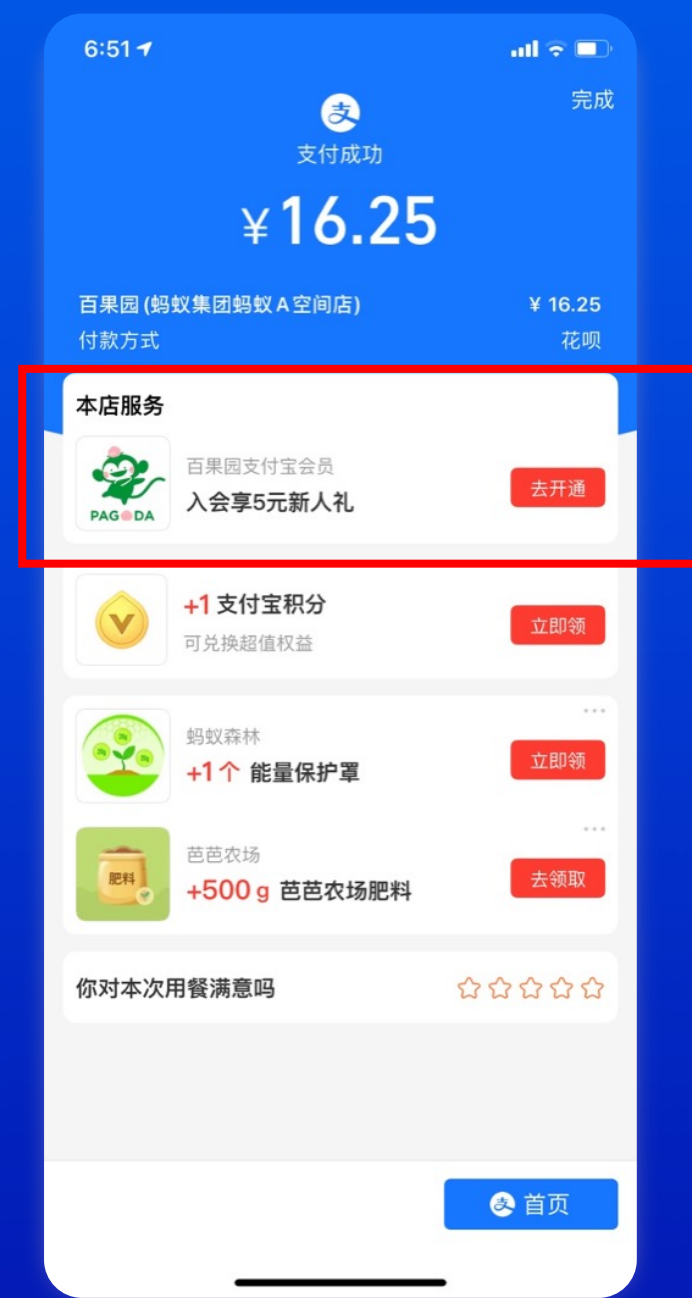 6:51
完成
支付成功
¥16.25
百果园(蚂蚁集团蚂蚁A空间店) ¥ 16.25
付款方式 花呗
本店服务
百果园支付宝会员
入会享5元新人礼
去开通
PAGODA
+1 支付宝积分
可兑换超值权益
立即领
蚂蚁森林
+1个 能量保护罩
立即领
芭芭农场
+500 g 芭芭农场肥料
去领取
肥料
你对本次用餐满意吗
首页